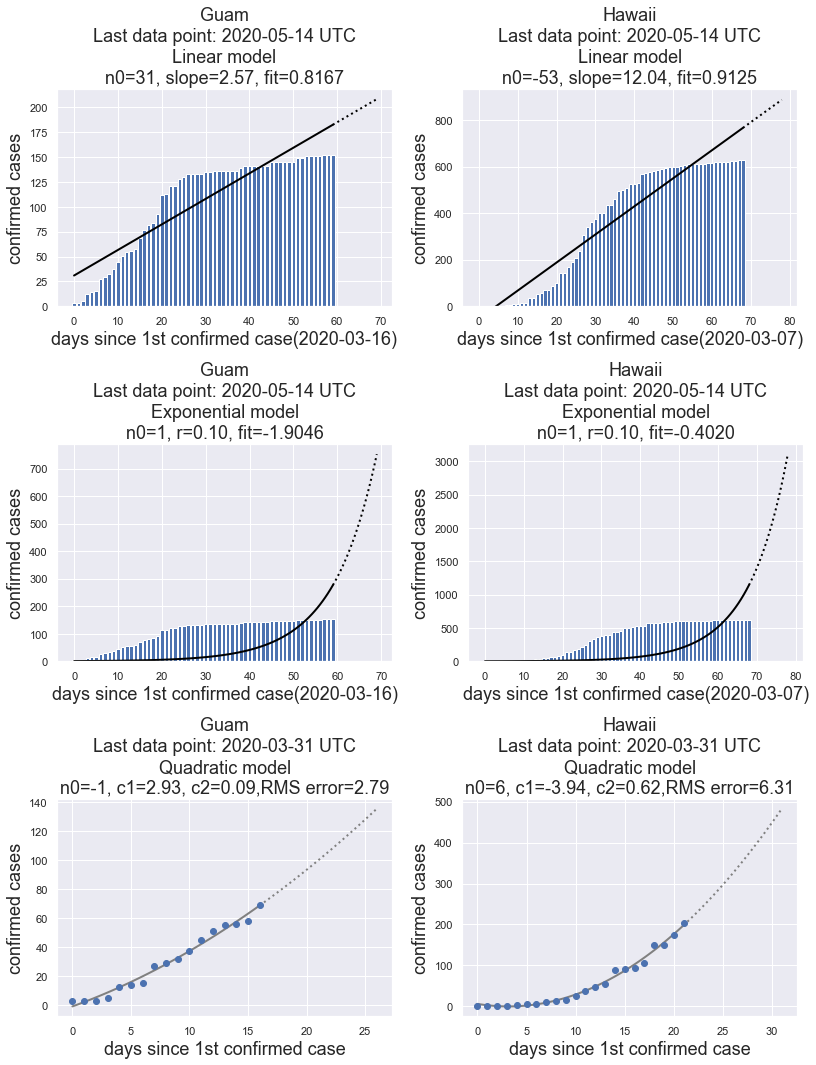 Guam
Last data point: 2020-05-14 UTC
Linear model
n0=31, slope=2.57, fit=0.8167
200
175
150
125
100
75
50
25
0
confirmed cases
0 10 20 30 40 50 60 70
days since 1st confirmed case(2020-03-16)
Hawaii
Last data point: 2020-05-14 UTC
Linear model
n0=-53, slope=12.04, fit=0.9125
800
600
400
200
0
confirmed cases
0 10 20 30 40 50 60 70 80
days since 1st confirmed case(2020-03-07)
Guam
Last data point: 2020-05-14 UTC
Exponential model
n0=1, r=0.10, fit=-1.9046
700
600
500
400
300
200
100
0
confirmed cases
0 10 20 30 40 50 60 70
days since 1st confirmed case(2020-03-16)
Hawaii
Last data point: 2020-05-14 UTC
Exponential model
n0=1, r=0.10, fit=-0.4020
3000
2500
2000
1500
1000
500
0
confirmed cases
0 10 20 30 40 50 60 70 80
days since 1st confirmed case(2020-03-07)
Guam
Last data point: 2020-03-31 UTC
Quadratic model
n0=-1, c1=2.93, c2=0.09,RMS error=2.79
140
120
100
80
60
40
20
0
confirmed cases
0 5 10 15 20 25
days since 1st confirmed case
Hawaii
Last data point: 2020-03-31 UTC
Quadratic model
n0=6, c1=-3.94, c2=0.62,RMS error=6.31
500
400
300
200
100
0
confirmed cases
0 5 10 15 20 25 30
days since 1st confirmed case